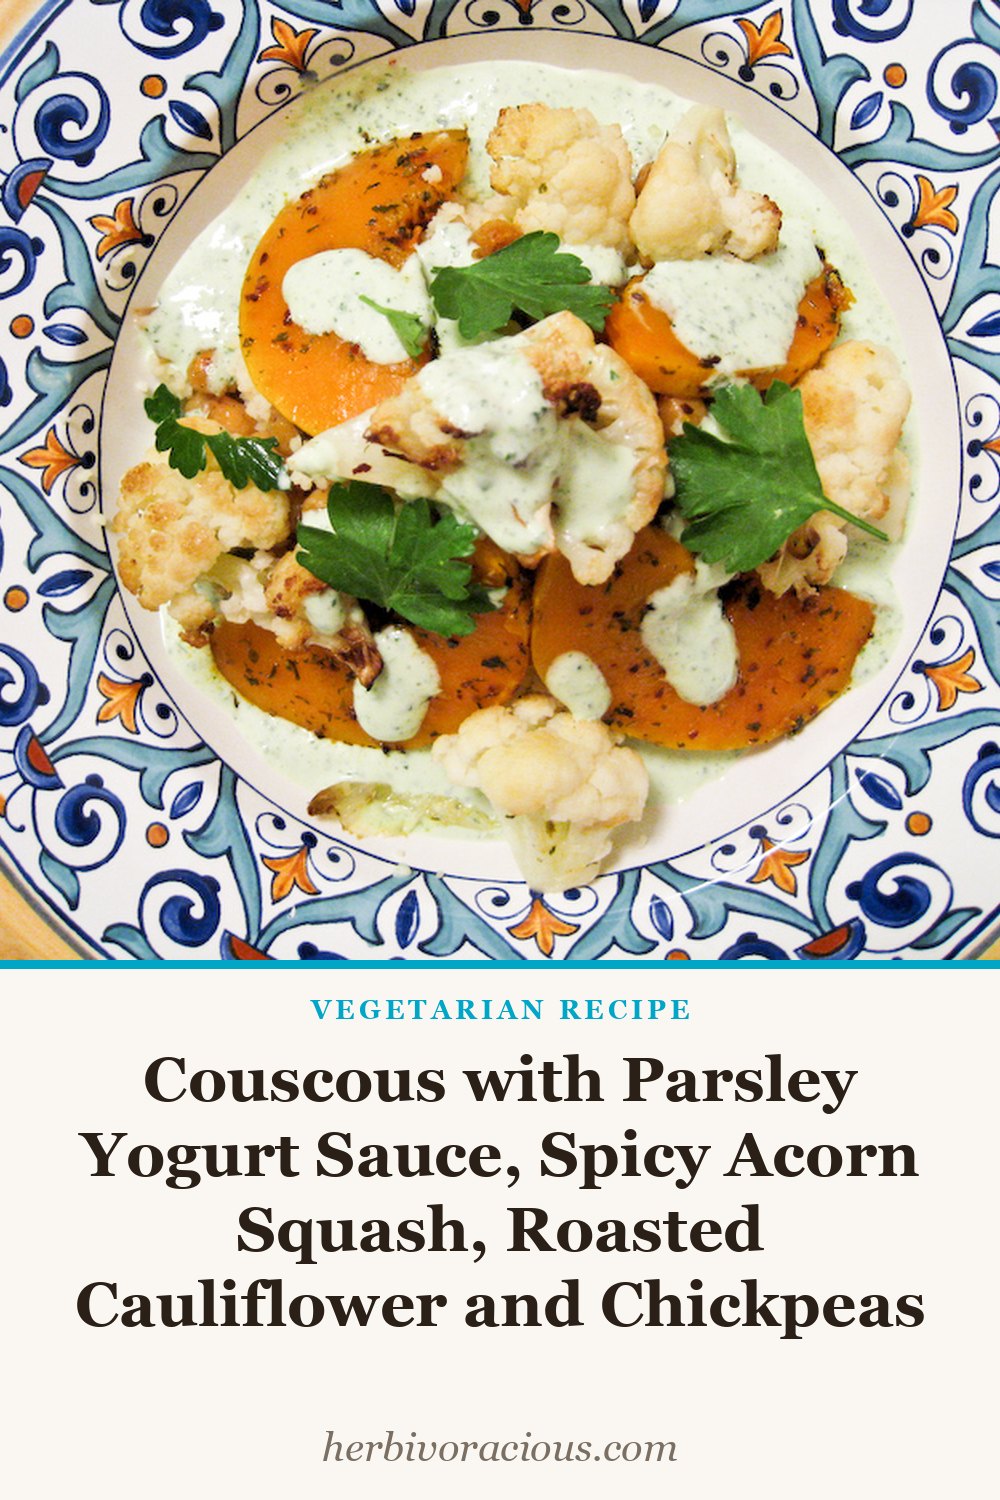 VEGETARIAN RECIPE
Couscous with Parsley
Yogurt Sauce, Spicy Acorn
Squash, Roasted
Cauliflower and Chickpeas
herbivoracious.com